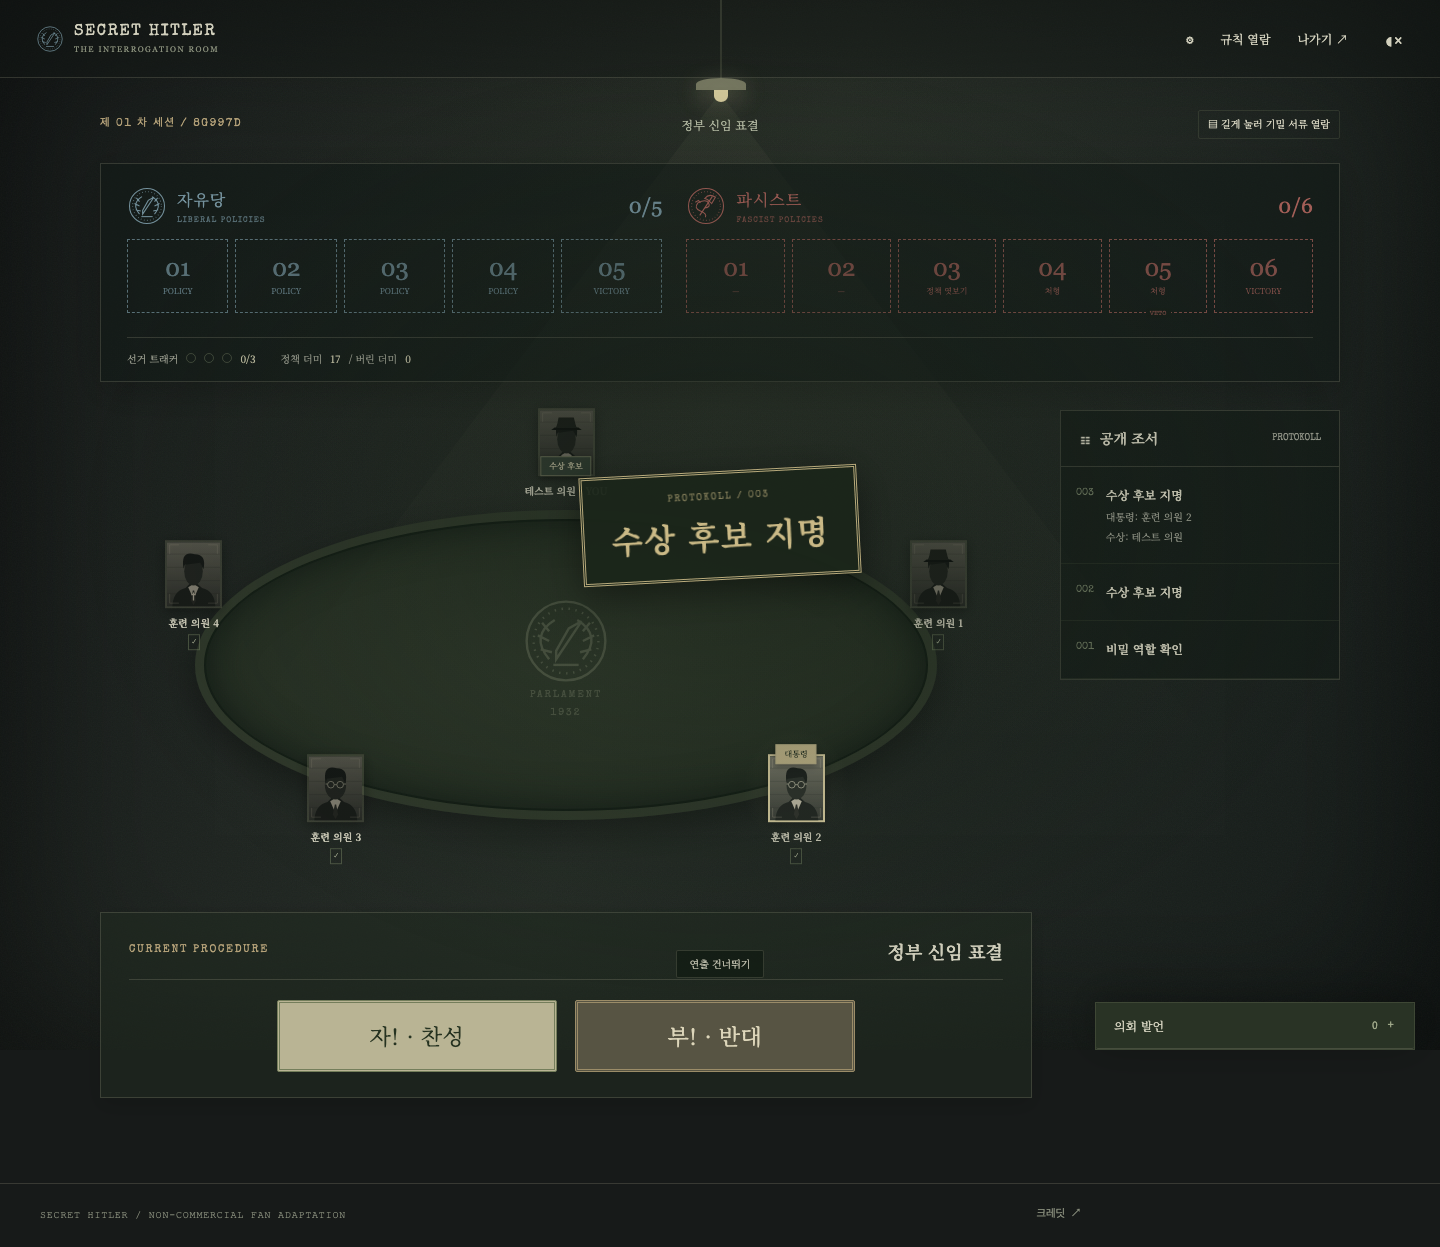 SECRET HITLER
THE INTERROGATION ROOM
규칙 열람
나가기 ↗
제 01 차 세션 / 8G997D
정부 신임 표결
길게 눌러 기밀 서류 열람
자유당
LIBERAL POLICIES
0/5
파시스트
FASCIST POLICIES
0/6
01
POLICY
02
POLICY
03
POLICY
04
POLICY
05
VICTORY
01
—
02
—
03
정책 엿보기
04
처형
05
처형
VETO
06
VICTORY
선거 트래커 0/3 정책 더미 17 / 버린 더미 0
수상 후보
테스트 의원
PROTOKOLL / 003
수상 후보 지명
훈련 의원 4
✓
훈련 의원 1
✓
PARLAMENT
1932
대통령
훈련 의원 3
✓
훈련 의원 2
✓
공개 조서
PROTOKOLL
003 수상 후보 지명
대통령: 훈련 의원 2
수상: 테스트 의원
002 수상 후보 지명
001 비밀 역할 확인
CURRENT PROCEDURE
정부 신임 표결
연출 건너뛰기
자! · 찬성
부! · 반대
의회 발언 0 +
SECRET HITLER / NON-COMMERCIAL FAN ADAPTATION
크레딧 ↗